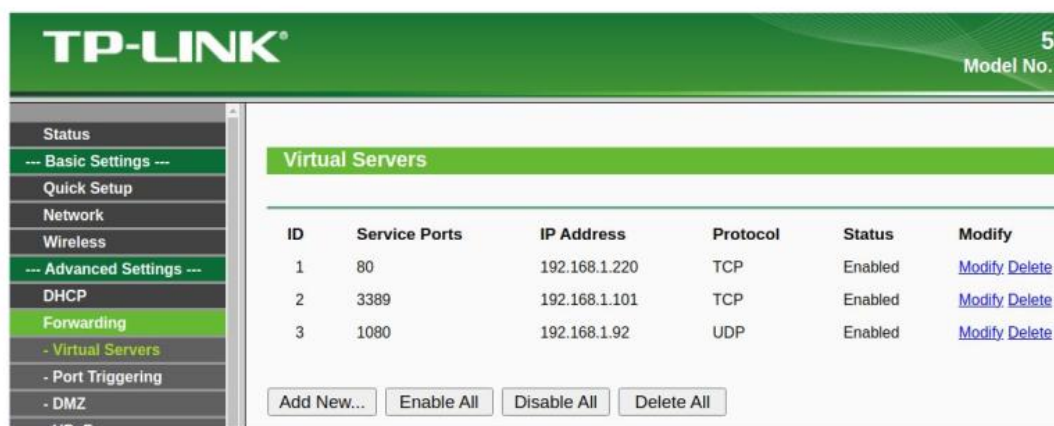 TP-LINK®
5
Model No.
Status
--- Basic Settings ---
Quick Setup
Network
Wireless
--- Advanced Settings ---
DHCP
Forwarding
- Virtual Servers
- Port Triggering
- DMZ
Virtual Servers
ID Service Ports IP Address Protocol Status Modify
1 80 192.168.1.220 TCP Enabled Modify Delete
2 3389 192.168.1.101 TCP Enabled Modify Delete
3 1080 192.168.1.92 UDP Enabled Modify Delete
Add New... Enable All Disable All Delete All